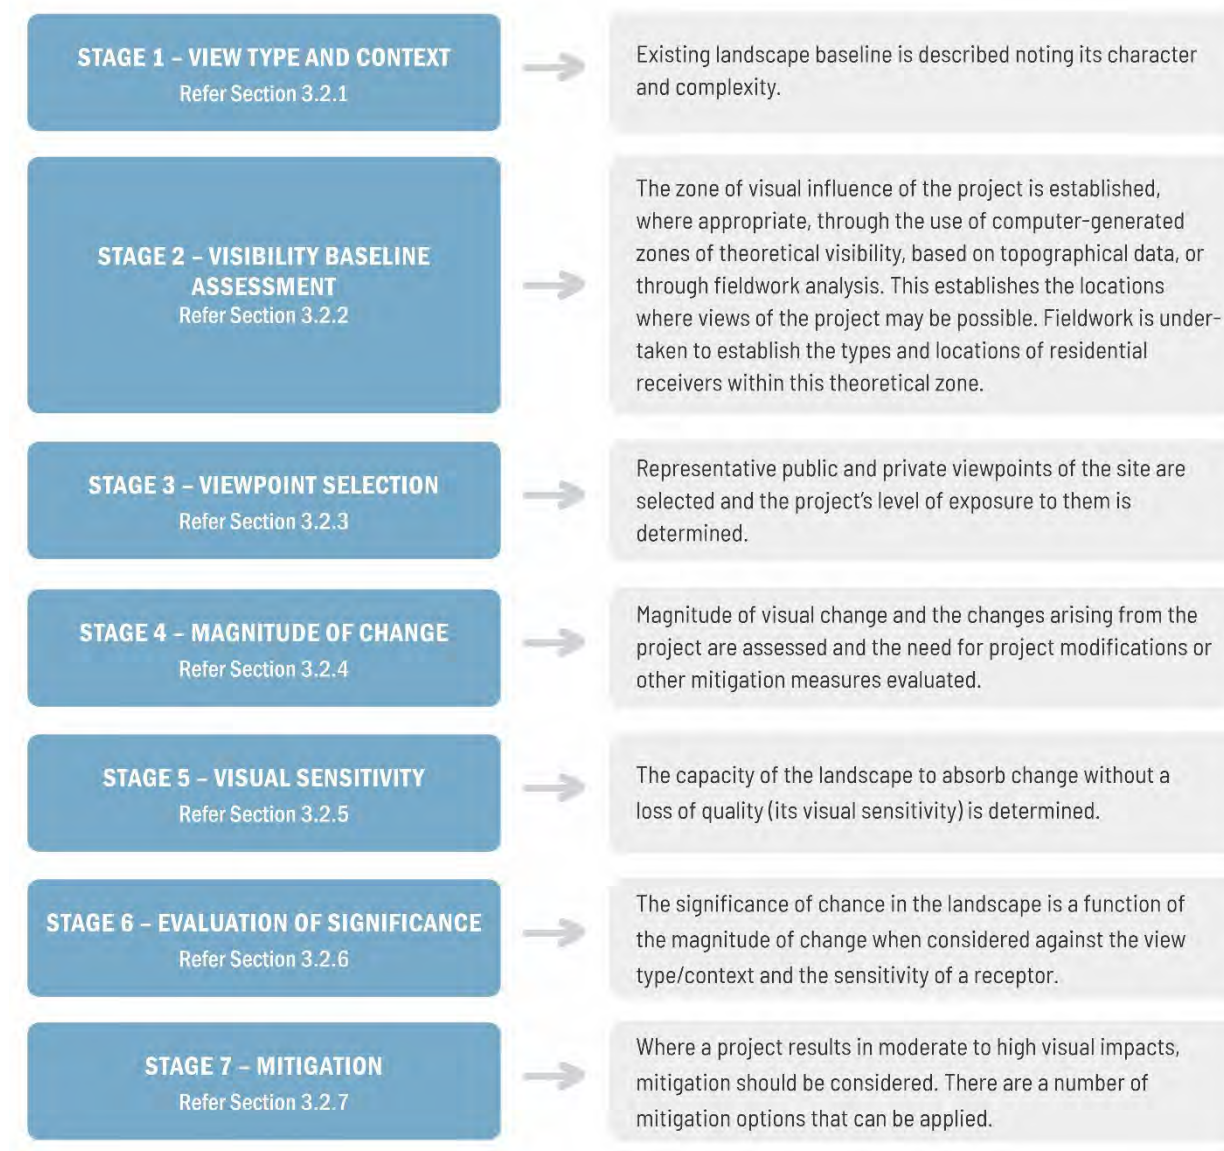 STAGE 1 – VIEW TYPE AND CONTEXT
Refer Section 3.2.1
Existing landscape baseline is described noting its character
and complexity.
STAGE 2 – VISIBILITY BASELINE
ASSESSMENT
Refer Section 3.2.2
The zone of visual influence of the project is established,
where appropriate, through the use of computer-generated
zones of theoretical visibility, based on topographical data, or
through fieldwork analysis. This establishes the locations
where views of the project may be possible. Fieldwork is under-
taken to establish the types and locations of residential
receivers within this theoretical zone.
STAGE 3 – VIEWPOINT SELECTION
Refer Section 3.2.3
Representative public and private viewpoints of the site are
selected and the project's level of exposure to them is
determined.
STAGE 4 – MAGNITUDE OF CHANGE
Refer Section 3.2.4
Magnitude of visual change and the changes arising from the
project are assessed and the need for project modifications or
other mitigation measures evaluated.
STAGE 5 – VISUAL SENSITIVITY
Refer Section 3.2.5
The capacity of the landscape to absorb change without a
loss of quality (its visual sensitivity) is determined.
STAGE 6 – EVALUATION OF SIGNIFICANCE
Refer Section 3.2.6
The significance of chance in the landscape is a function of
the magnitude of change when considered against the view
type/context and the sensitivity of a receptor.
STAGE 7 – MITIGATION
Refer Section 3.2.7
Where a project results in moderate to high visual impacts,
mitigation should be considered. There are a number of
mitigation options that can be applied.